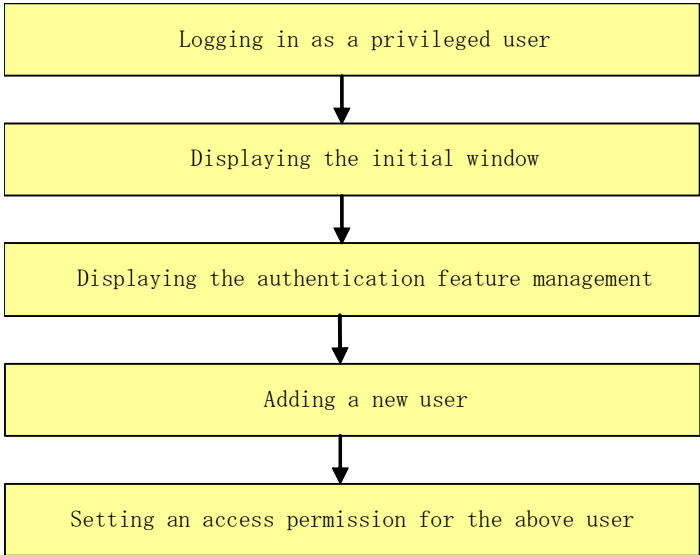 Logging in as a privileged user
Displaying the initial window
Displaying the authentication feature management
Adding a new user
Setting an access permission for the above user